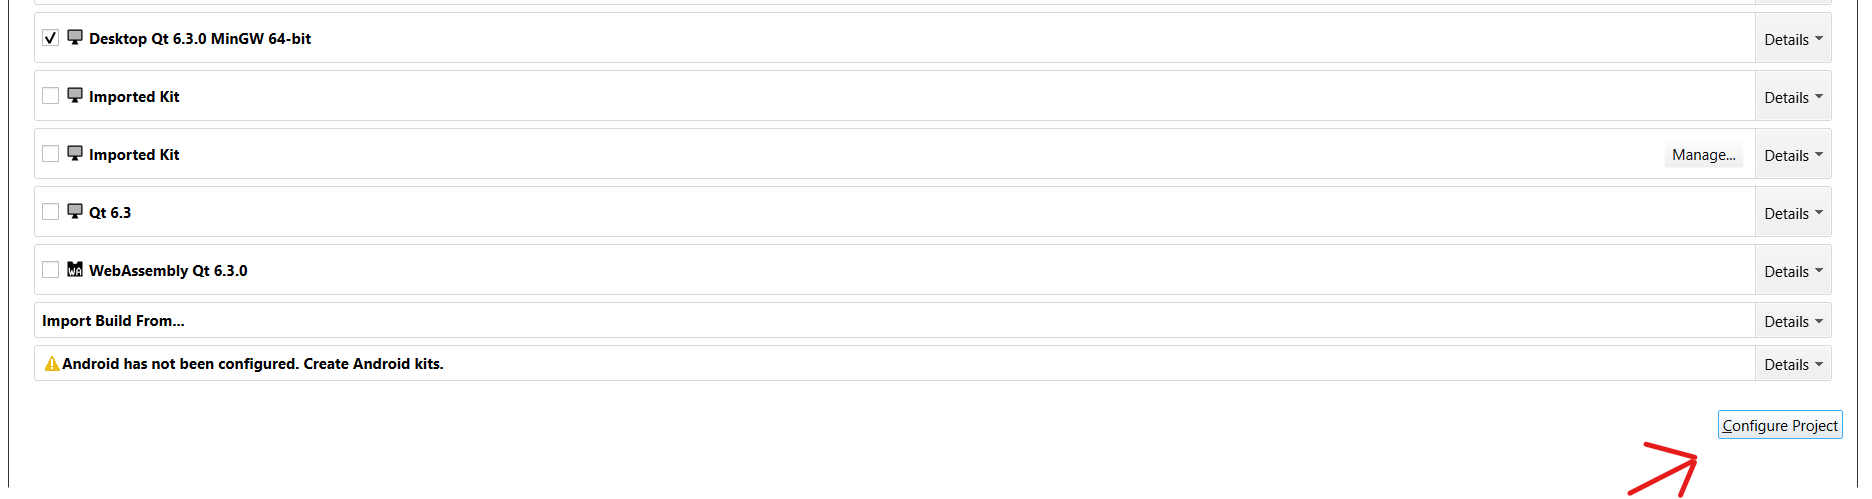 Desktop Qt 6.3.0 MinGW 64-bit Details
Imported Kit Details
Imported Kit Manage... Details
Qt 6.3 Details
WA WebAssembly Qt 6.3.0 Details
Import Build From... Details
Android has not been configured. Create Android kits. Details
Configure Project